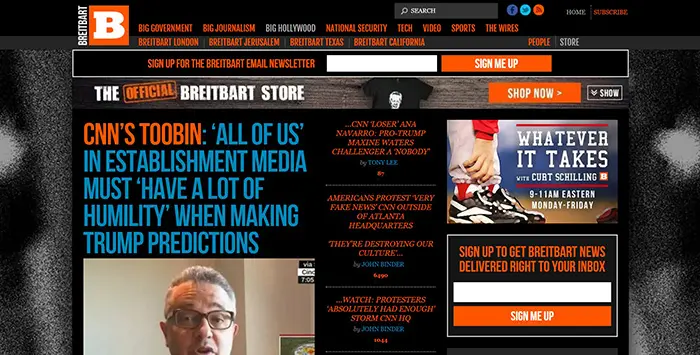 BREITBART
B
SEARCH
HOME
SUBSCRIBE
BIG GOVERNMENT
BIG JOURNALISM
BIG HOLLYWOOD
NATIONAL SECURITY
TECH
VIDEO
SPORTS
THE WIRES
BREITBART LONDON
BREITBART JERUSALEM
BREITBART TEXAS
BREITBART CALIFORNIA
PEOPLE
STORE
SIGN UP FOR THE BREITBART EMAIL NEWSLETTER
SIGN ME UP
THE OFFICIAL BREITBART STORE
SHOP NOW >
SHOW
CNN'S TOOBIN: ‘ALL OF US’
IN ESTABLISHMENT MEDIA
MUST ‘HAVE A LOT OF
HUMILITY’ WHEN MAKING
TRUMP PREDICTIONS
via
Cinc
7:05
...CNN ‘LOSER’ ANA
NAVARRO: PRO-TRUMP
MAXINE WATERS
CHALLENGER A ‘NOBODY’
by TONY LEE
87
AMERICANS PROTEST ‘VERY
FAKE NEWS’ CNN OUTSIDE
OF ATLANTA
HEADQUARTERS
‘THEY'RE DESTROYING OUR
CULTURE’...
by JOHN BINDER
6490
...WATCH: PROTESTERS
‘ABSOLUTELY HAD ENOUGH’
STORM CNN HQ
by JOHN BINDER
1044
WHATEVER
IT TAKES
WITH CURT SCHILLING B
9-11AM EASTERN
MONDAY-FRIDAY
SIGN UP TO GET BREITBART NEWS
DELIVERED RIGHT TO YOUR INBOX
SIGN ME UP